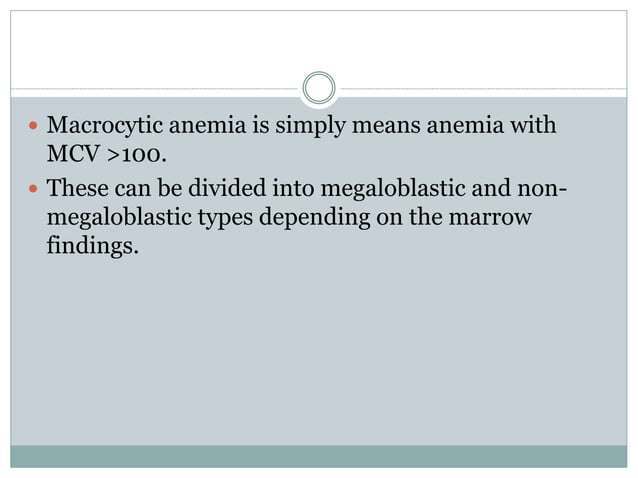 • Macrocytic anemia is simply means anemia with
MCV >100.
• These can be divided into megaloblastic and non-
megaloblastic types depending on the marrow
findings.